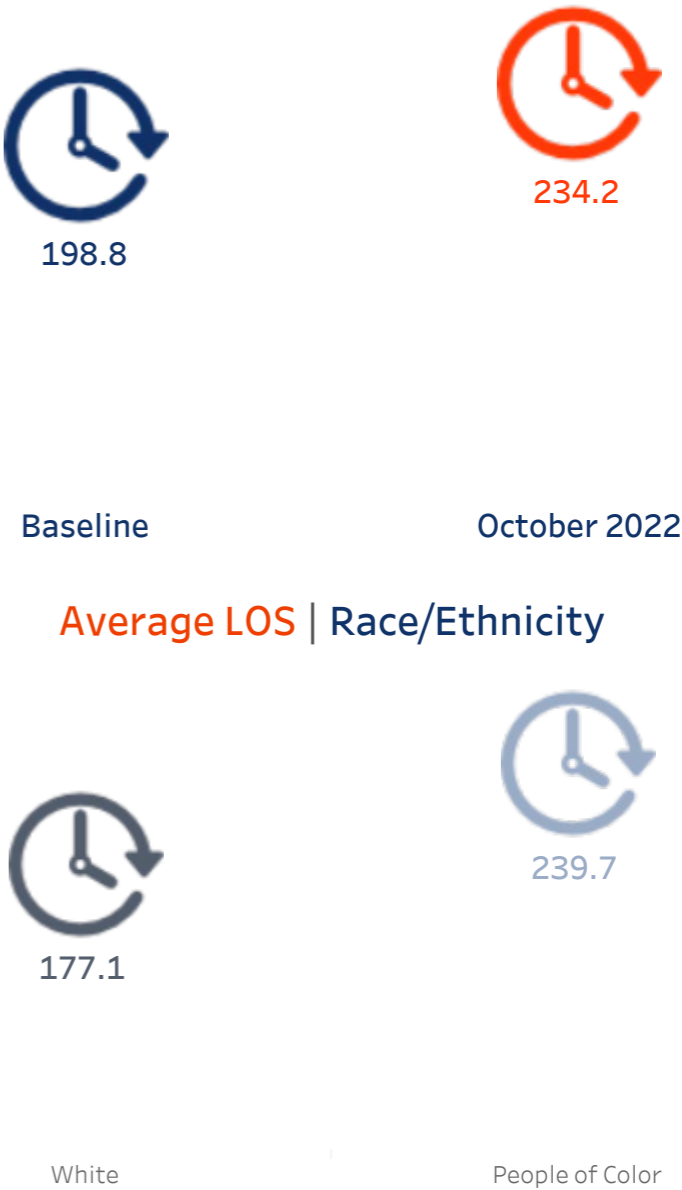 234.2
198.8
Baseline October 2022
Average LOS | Race/Ethnicity
239.7
177.1
White People of Color